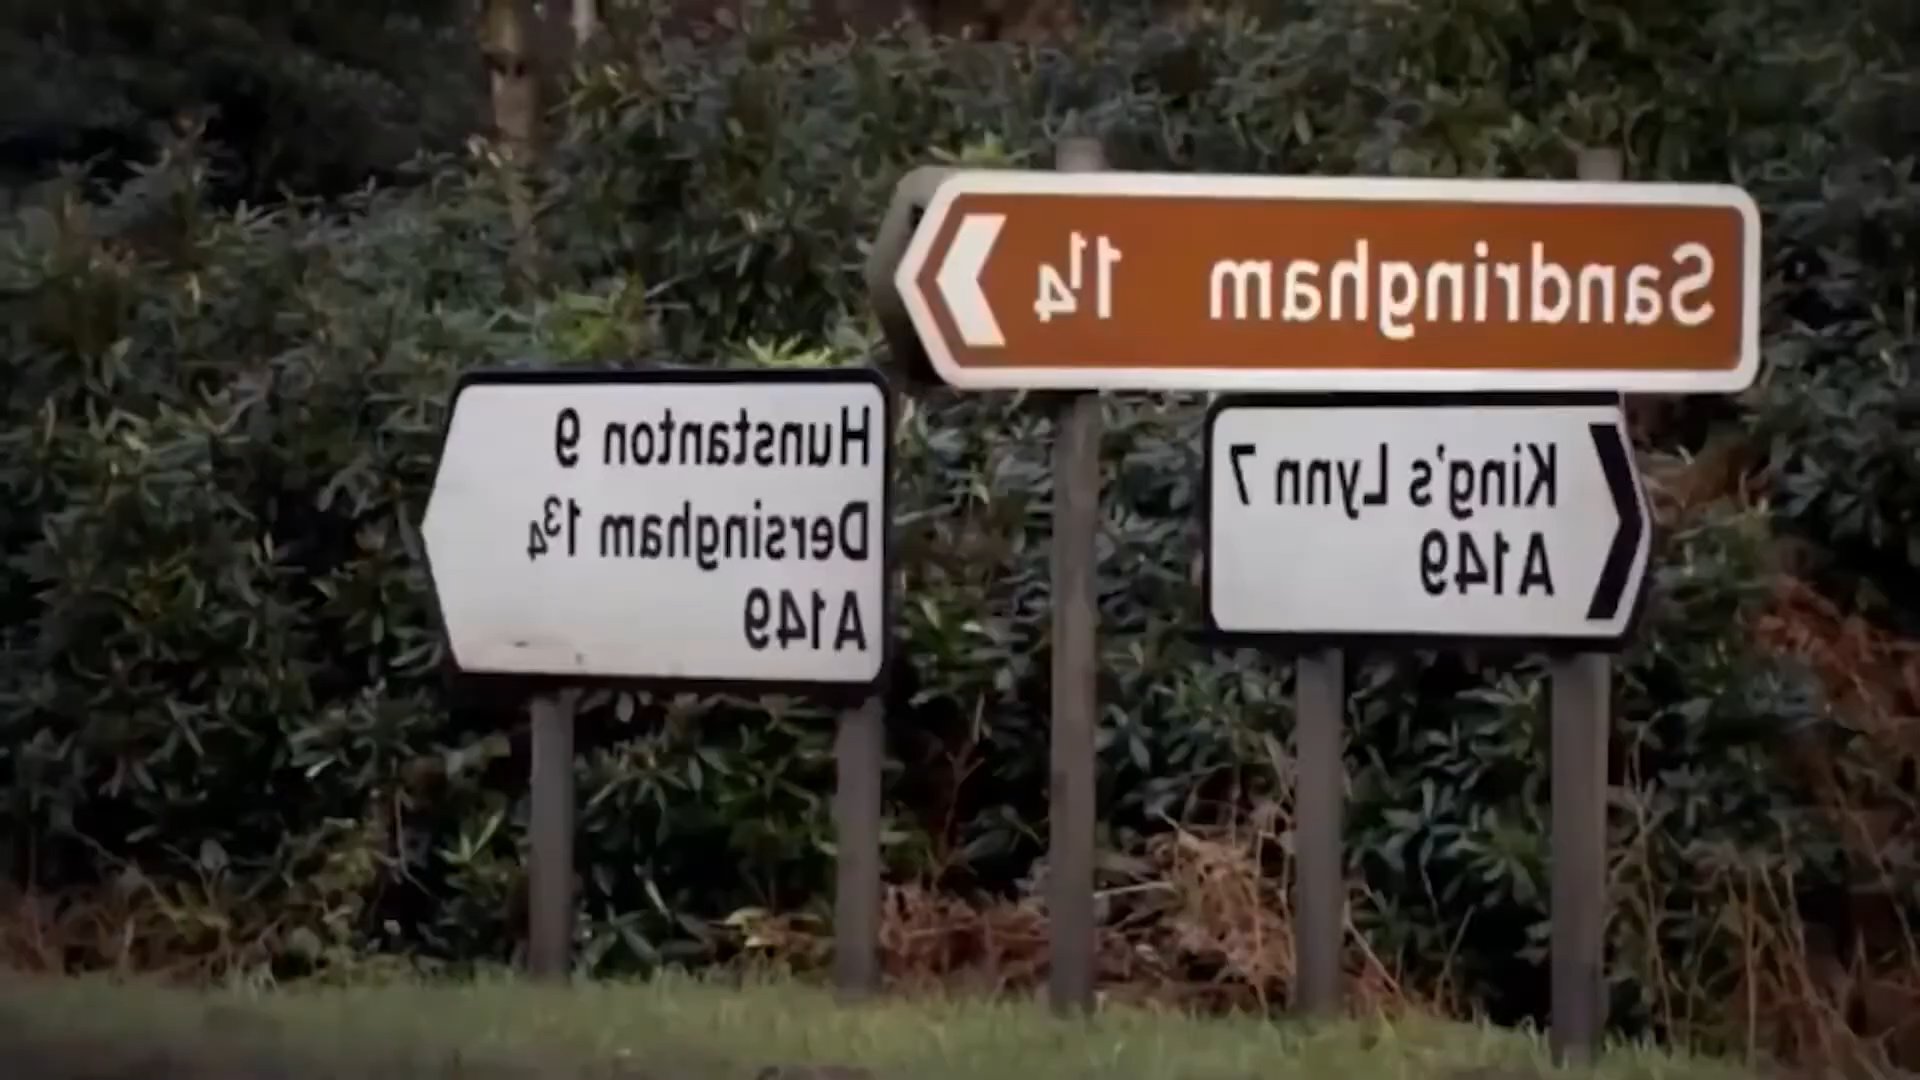 Sandringham 1¼
Hunstanton 9
Dersingham 1¾
A149
King's Lynn 7
A149